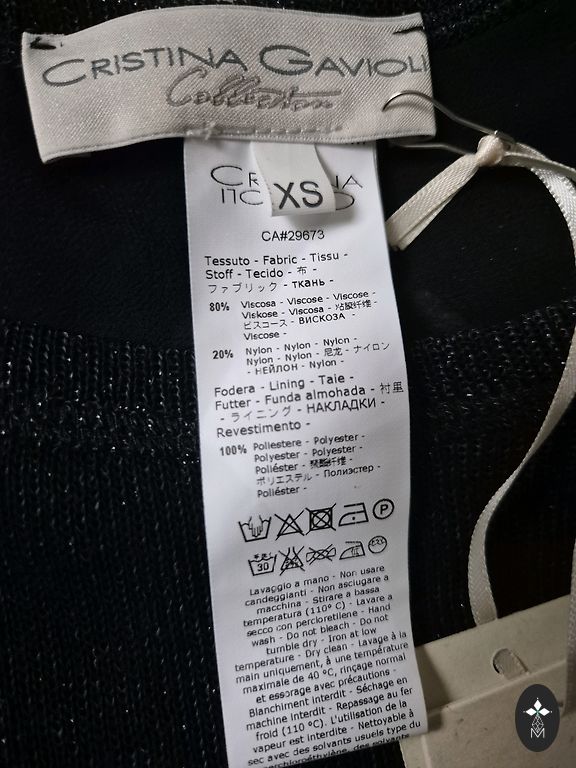 CRISTINA GAVIOLI
Collection
XS
CA#29673
Tessuto - Fabric - Tissu -
Stoff - Tecido - 布 -
ファブリック - ткань -
80% Viscosa - Viscose - Viscose -
Viskose - Viscosa - 粘胶纤维 -
ビスコース - ВИСКОЗА -
Viscose -
20% Nylon - Nylon - Nylon -
Nylon - Nylon - 尼龙 - ナイロン
- НЕЙЛОН - Nylon -
Fodera - Lining - Taie -
Futter - Funda almohada - 衬里
- ライニング - НАКЛАДКИ -
Revestimento -
100% Poliestere - Polyester -
Polyester - Polyester -
Poliéster - 聚酯纤维 -
ポリエステル - Полиэстер -
Poliéster -
P
30
Lavaggio a mano - Non usare
candeggianti - Non asciugare a
macchina - Stirare a bassa
temperatura (110° C) - Lavare a
secco con percloretilene - Hand
wash - Do not bleach - Do not
tumble dry - Iron at low
temperature - Dry clean - Lavage à la
main uniquement, à une température
maximale de 40 °C, rinçage normal
et essorage avec précautions -
Blanchiment interdit - Séchage en
machine interdit - Repassage au fer
froid (110 °C). L'utilisation de la
vapeur est interdite - Nettoyable à
sec avec des solvants usuels type du
perchloroéthylène, des solvants
M